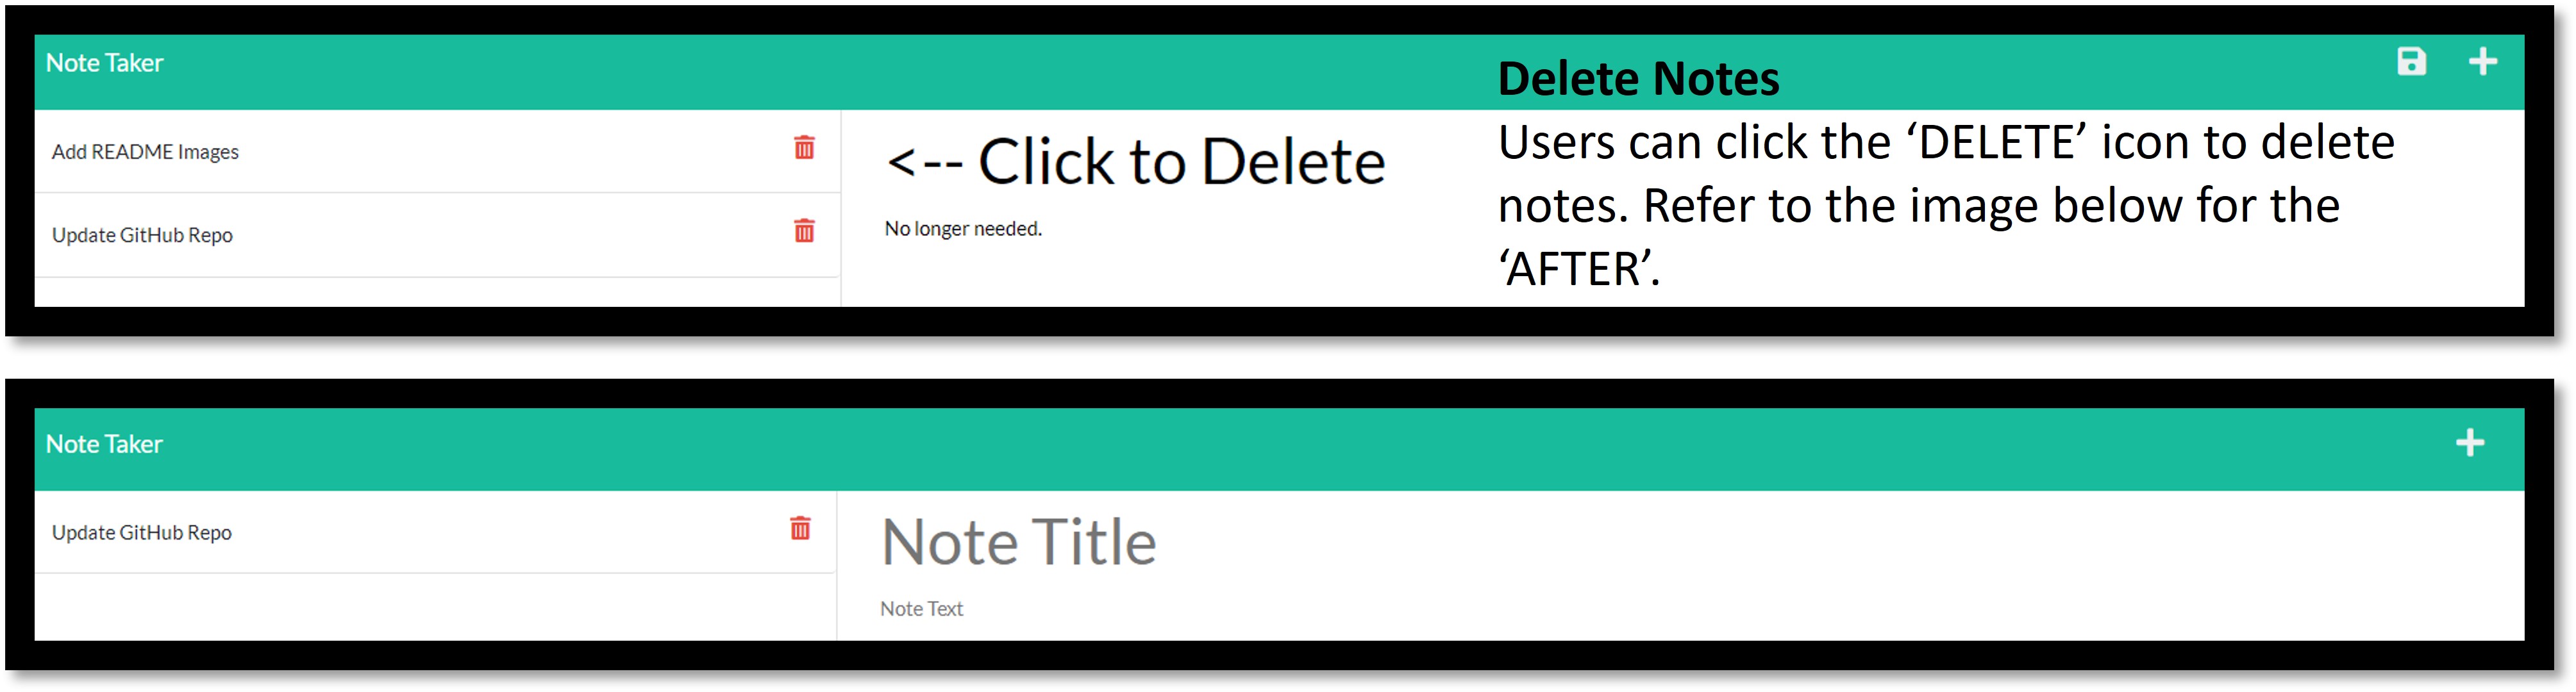 Note Taker
Delete Notes
Add README Images
Update GitHub Repo
<-- Click to Delete
No longer needed.
Users can click the ‘DELETE’ icon to delete
notes. Refer to the image below for the
‘AFTER’.
Note Taker
Update GitHub Repo
Note Title
Note Text